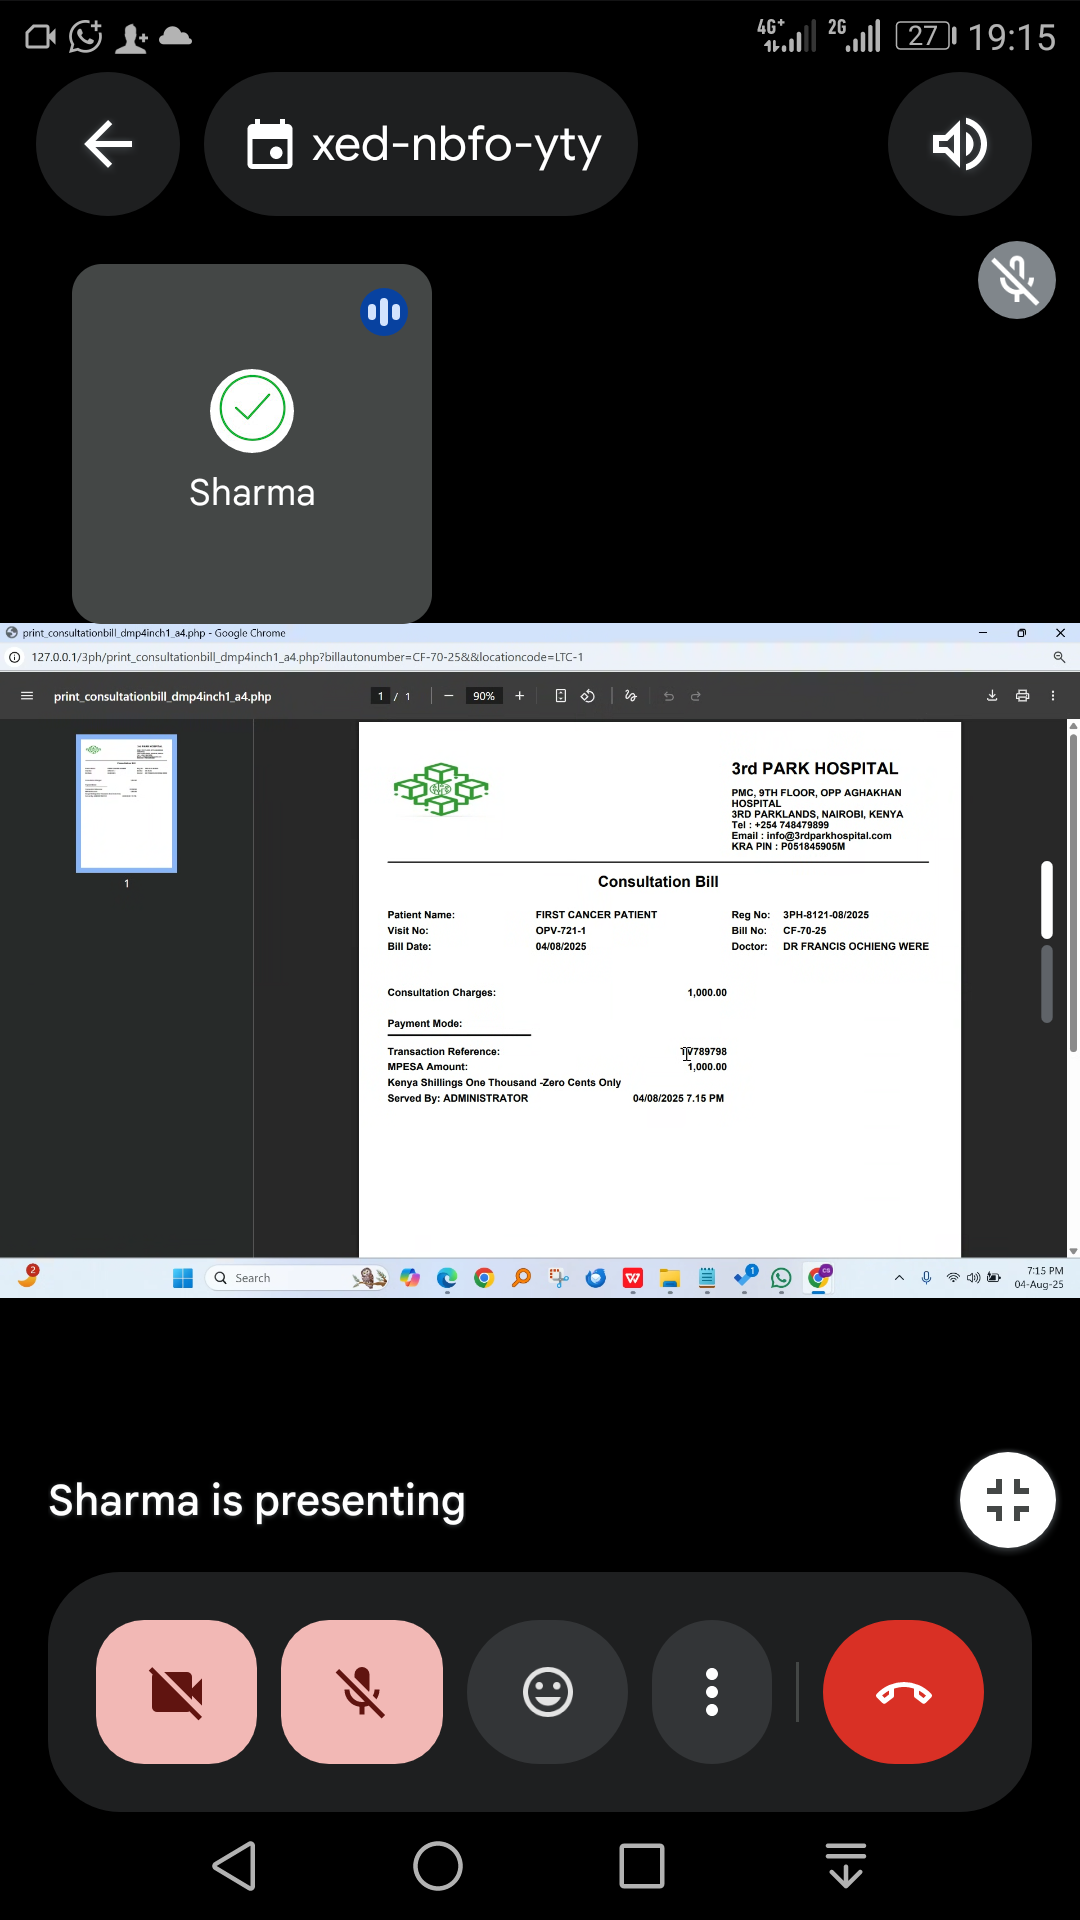 4G+ 2G 27 19:15
xed-nbfo-yty
Sharma
print_consultationbill_dmp4inch1_a4.php - Google Chrome
127.0.0.1/3ph/print_consultationbill_dmp4inch1_a4.php?billautonumber=CF-70-25&&locationcode=LTC-1
print_consultationbill_dmp4inch1_a4.php 1 / 1 90%
3rd PARK HOSPITAL
PMC, 9TH FLOOR, OPP AGHAKHAN
HOSPITAL
3RD PARKLANDS, NAIROBI, KENYA
Tel : +254 748479899
Email : info@3rdparkhospital.com
KRA PIN : P051845905M
1
Consultation Bill
Patient Name: FIRST CANCER PATIENT Reg No: 3PH-8121-08/2025
Visit No: OPV-721-1 Bill No: CF-70-25
Bill Date: 04/08/2025 Doctor: DR FRANCIS OCHIENG WERE
Consultation Charges: 1,000.00
Payment Mode:
Transaction Reference:
MPESA Amount: 1,000.00
Kenya Shillings One Thousand -Zero Cents Only
Served By: ADMINISTRATOR 04/08/2025 7.15 PM
2 Search 1 CS 7:15 PM
04-Aug-25
Sharma is presenting